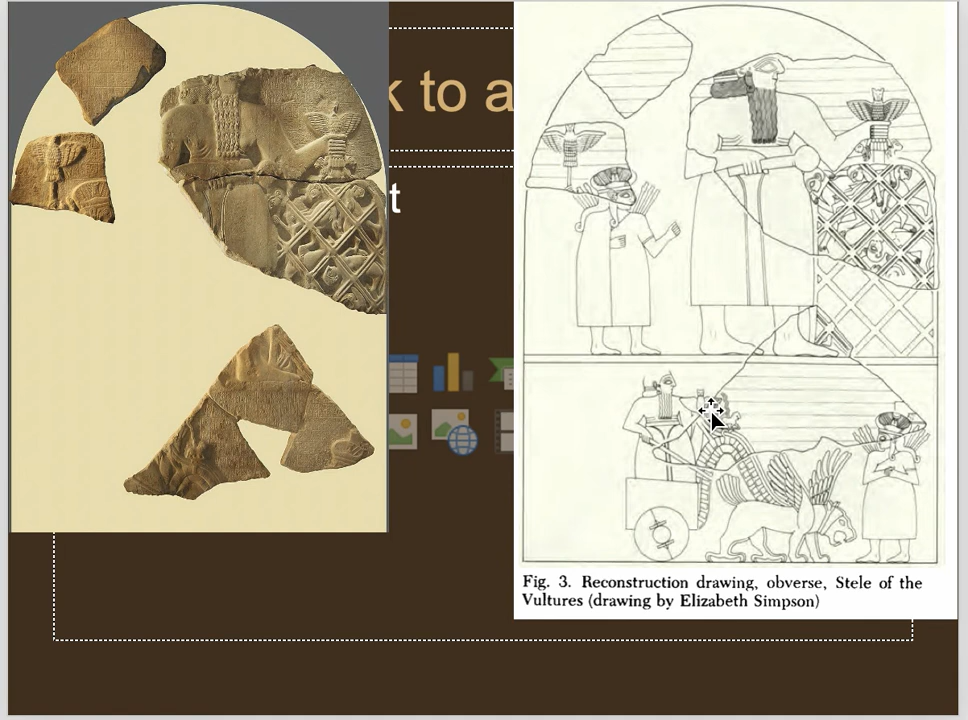 k to a
t
Fig. 3. Reconstruction drawing, obverse, Stele of the
Vultures (drawing by Elizabeth Simpson)